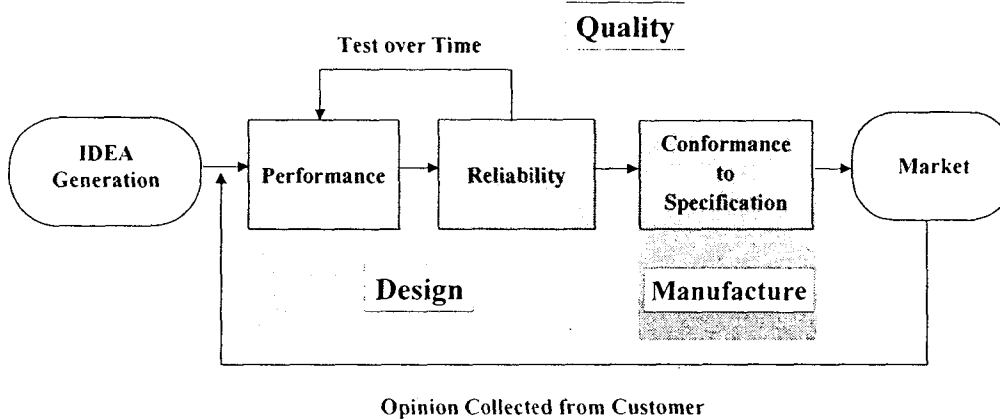 Quality
Test over Time
IDEA
Generation
Performance
Reliability
Conformance
to
Specification
Market
Design
Manufacture
Opinion Collected from Customer